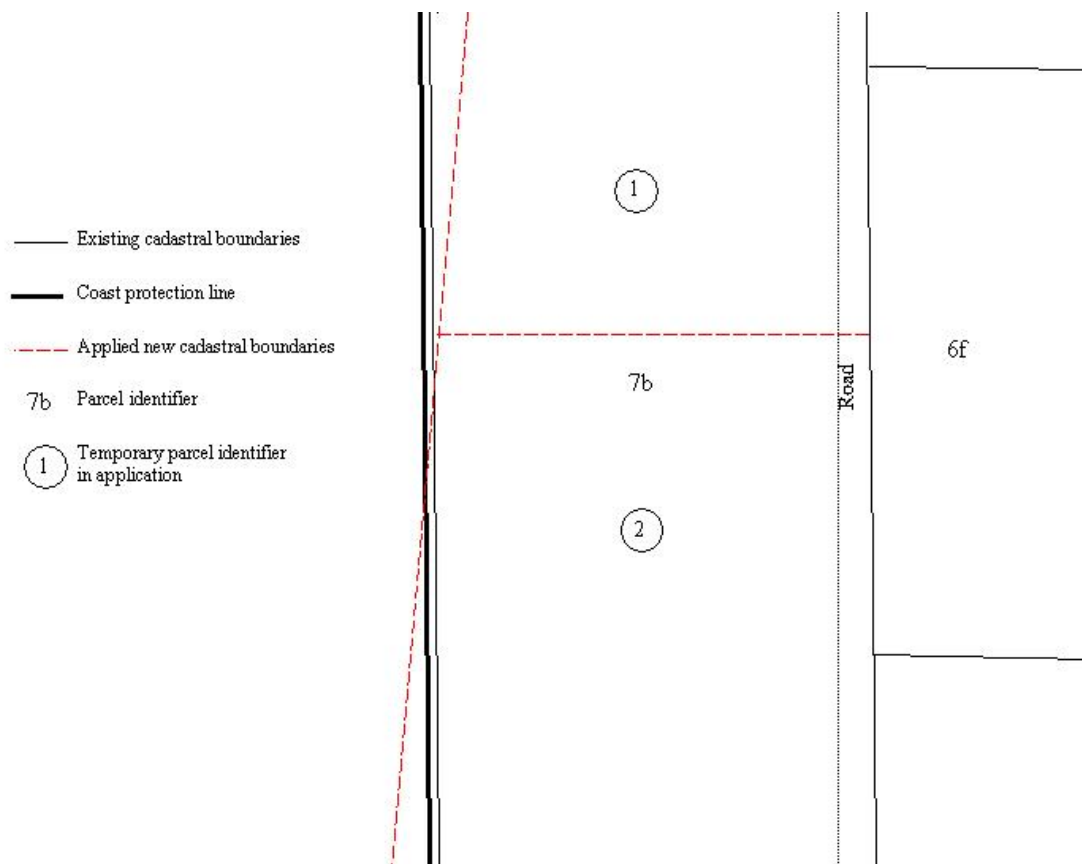 Existing cadastral boundaries
Coast protection line
Applied new cadastral boundaries
7b Parcel identifier
1 Temporary parcel identifier
in application
1
7b
Road
6f
2